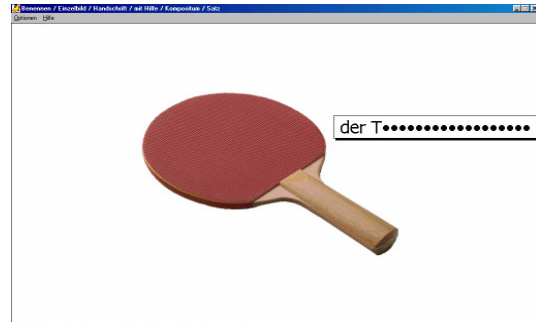 Benennen / Einzelbild / Handschrift / mit Hilfe / Kompositum / Satz
Optionen Hilfe
der T••••••••••••••••••